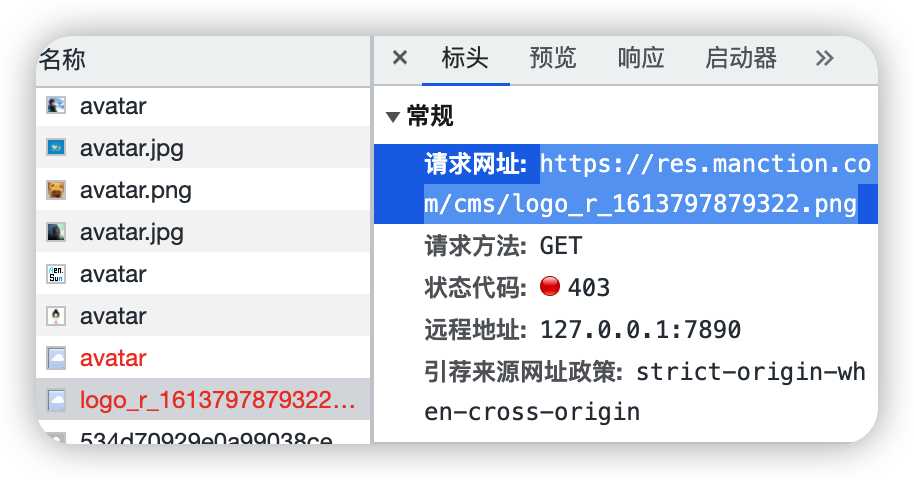 名称
avatar
avatar.jpg
avatar.png
avatar.jpg
avatar
avatar
avatar
logo_r_1613797879322…
534d70929e0a99038ce
× 标头 预览 响应 启动器 »
▼常规
请求网址: https://res.manction.co
m/cms/logo_r_1613797879322.png
请求方法: GET
状态代码: 403
远程地址: 127.0.0.1:7890
引荐来源网址政策: strict-origin-wh
en-cross-origin